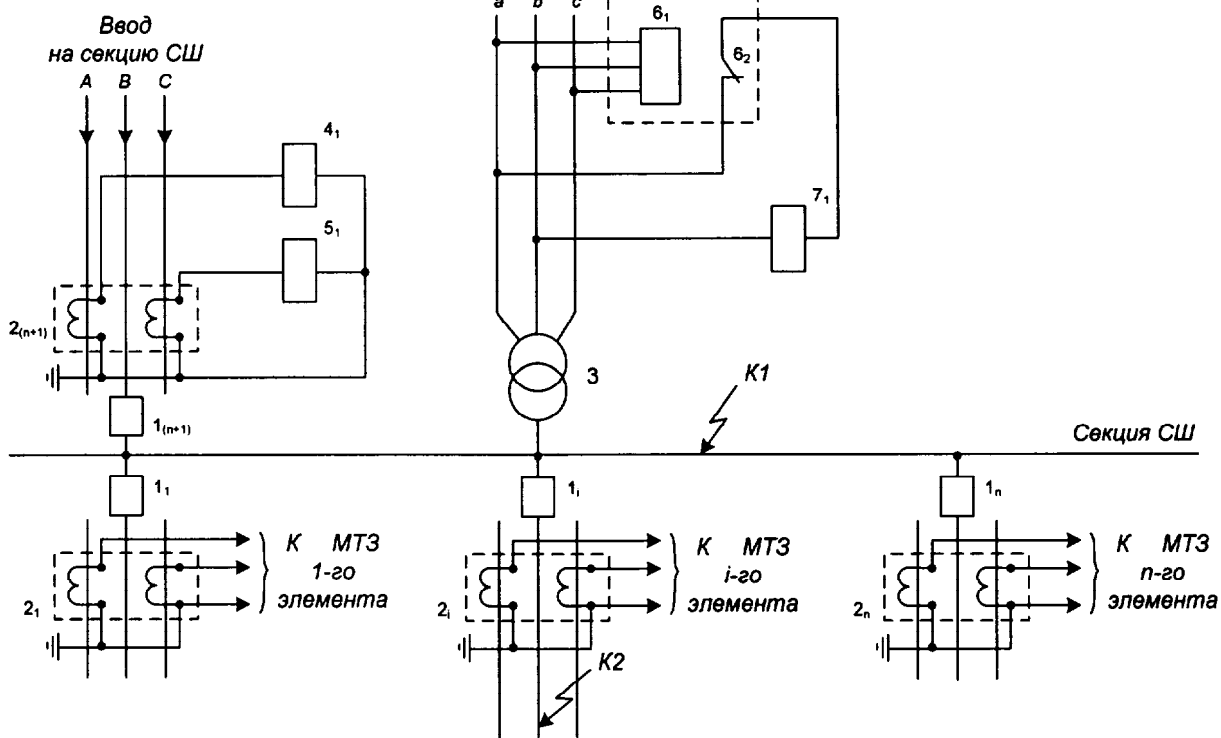 Ввод
на секцию СШ
A B C
a b c
6₁
6₂
4₁
5₁
7₁
2₍ₙ₊₁₎
3
K1
1₍ₙ₊₁₎
Секция СШ
1₁
1ᵢ
1ₙ
К МТЗ
1-го
элемента
2₁
К МТЗ
i-го
элемента
2ᵢ
К МТЗ
n-го
элемента
2ₙ
K2